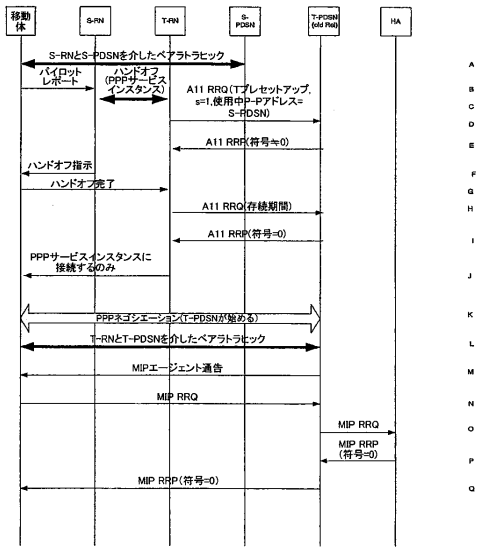 移動
体
S-RN
T-RN
S-
PDSN
T-PDSN
(old Rel)
HA
S-RNとS-PDSNを介したベアラトラヒック
A
パイロット
レポート
B
ハンドオフ
(PPPサービス
インスタンス)
C
A11 RRQ(Tプレセットアップ,
s=1,使用中P-Pアドレス=
S-PDSN)
D
A11 RRP(符号≒0)
E
ハンドオフ指示
F
ハンドオフ完了
G
A11 RRQ(存続期間)
H
A11 RRP(符号=0)
I
PPPサービスインスタンスに
接続するのみ
J
PPPネゴシエーション(T-PDSNが始める)
K
T-RNとT-PDSNを介したベアラトラヒック
L
MIPエージェント通告
M
MIP RRQ
N
MIP RRQ
O
MIP RRP
(符号=0)
P
MIP RRP(符号=0)
Q